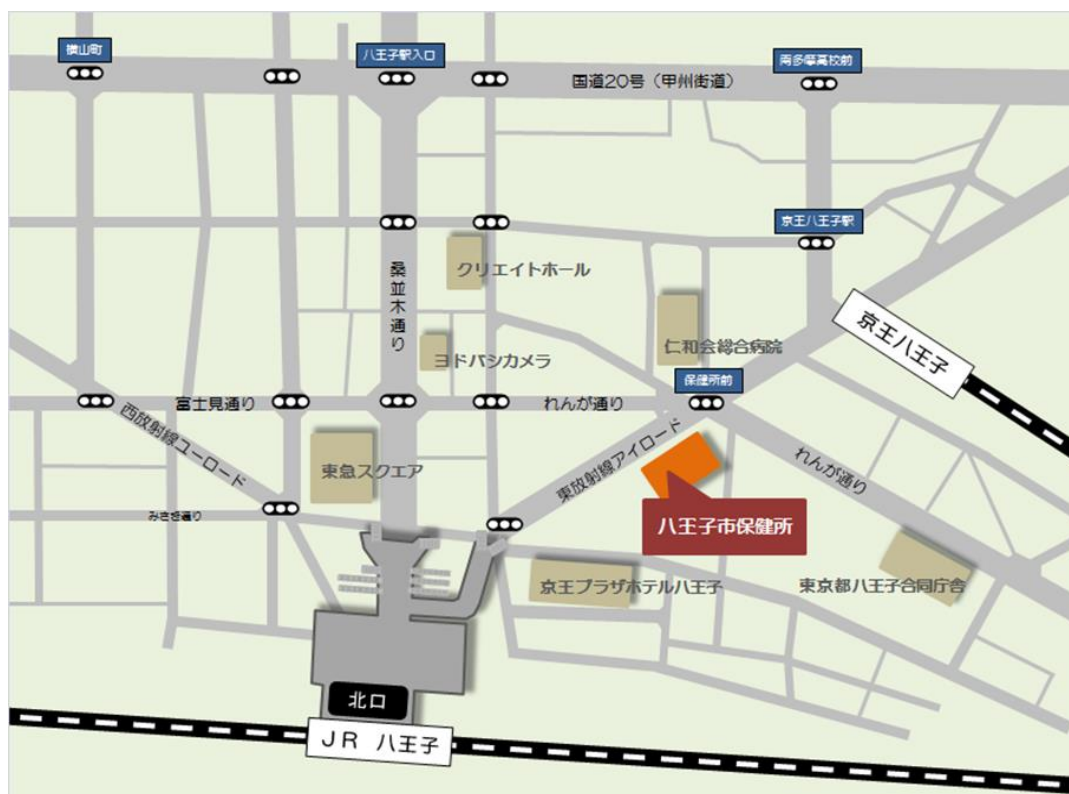 横山町
八王子駅入口
南多摩高校前
国道20号（甲州街道）
京王八王子駅
桑並木通り
クリエイトホール
京王八王子
ヨドバシカメラ
仁和会総合病院
保健所前
富士見通り
れんが通り
西放射線ユーロード
東放射線アイロード
れんが通り
東急スクエア
みさき通り
八王子市保健所
京王プラザホテル八王子
東京都八王子合同庁舎
北口
JR 八王子